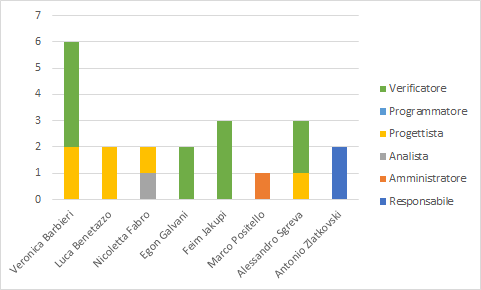 7
6
5
4
3
2
1
0
Veronica Barbieri
Luca Benetazzo
Nicoletta Fabro
Egon Galvani
Feim Jakupi
Marco Positello
Alessandro Sgreva
Antonio Zlatkovski
Verificatore
Programmatore
Progettista
Analista
Amministratore
Responsabile